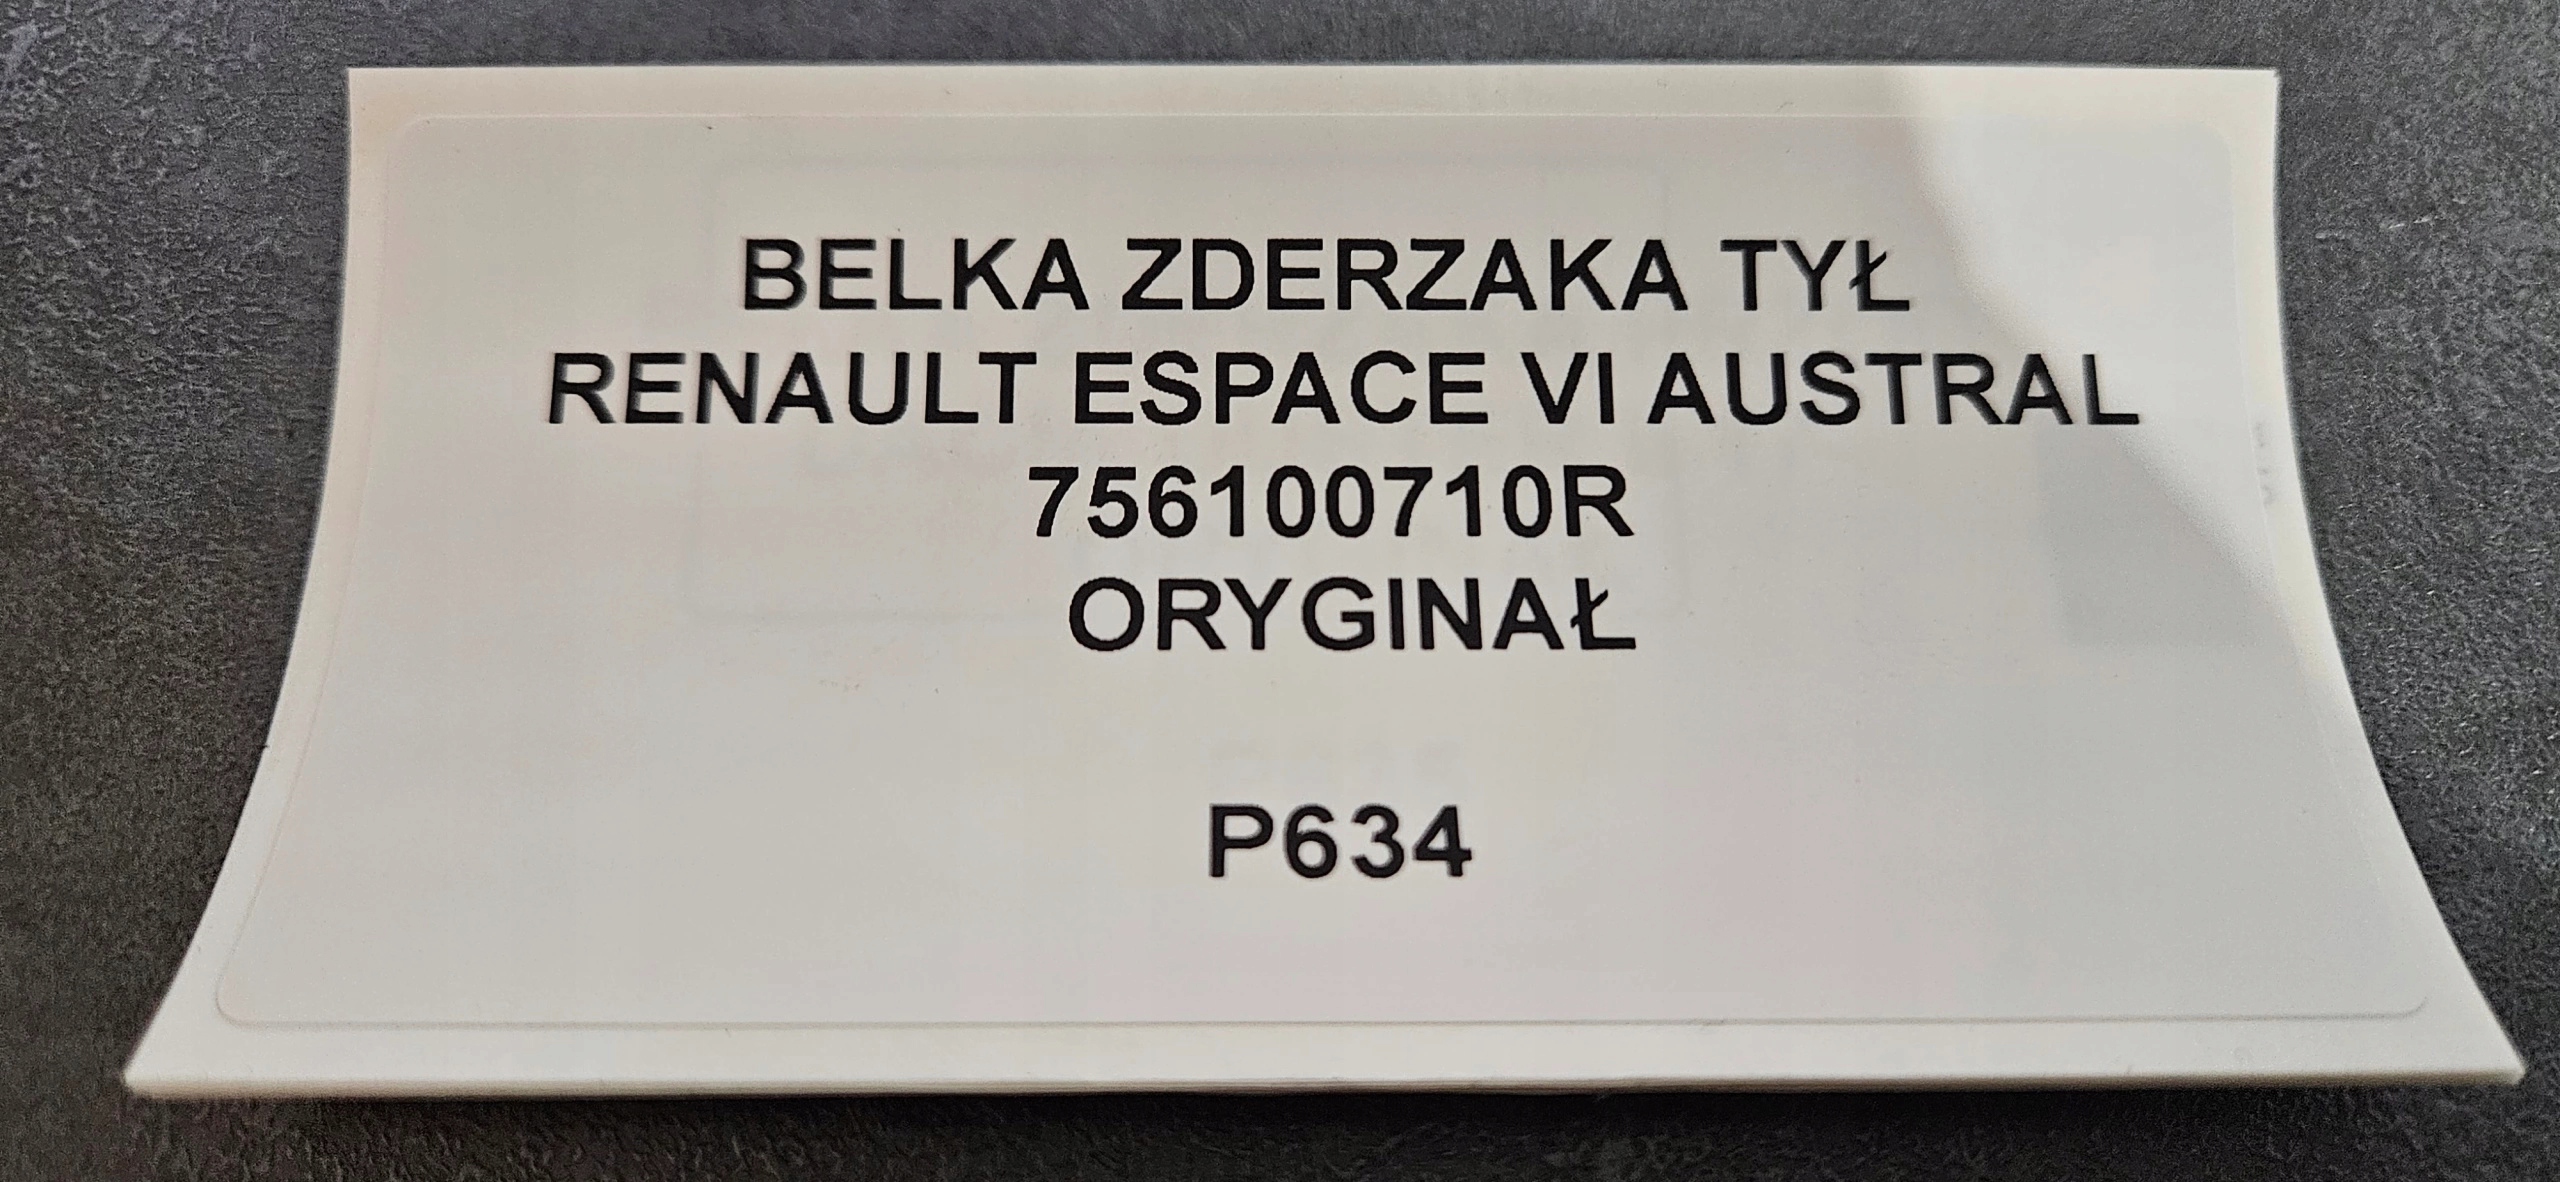 BELKA ZDERZAKA TYŁ
RENAULT ESPACE VI AUSTRAL
756100710R
ORYGINAŁ
P634